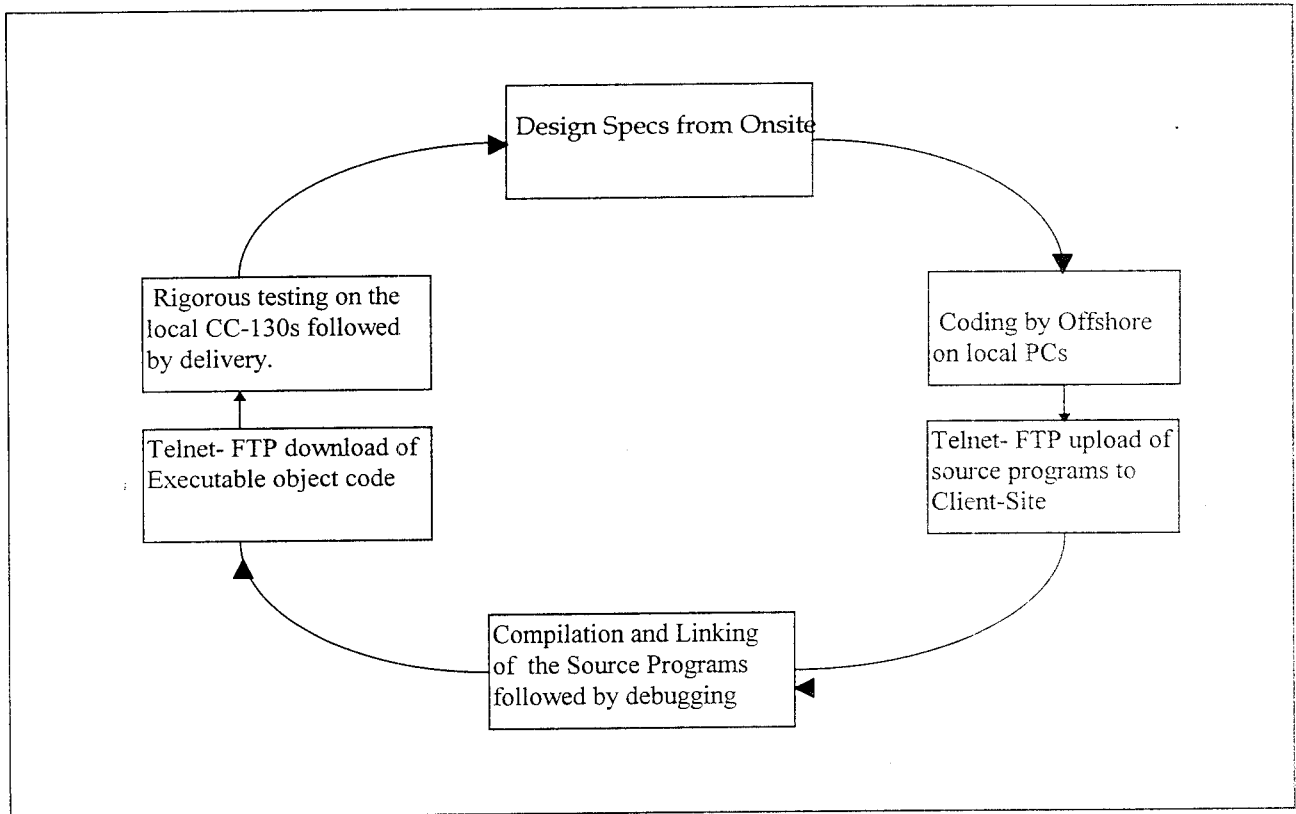 Design Specs from Onsite
Coding by Offshore
on local PCs
Telnet- FTP upload of
source programs to
Client-Site
Compilation and Linking
of the Source Programs
followed by debugging
Telnet- FTP download of
Executable object code
Rigorous testing on the
local CC-130s followed
by delivery.